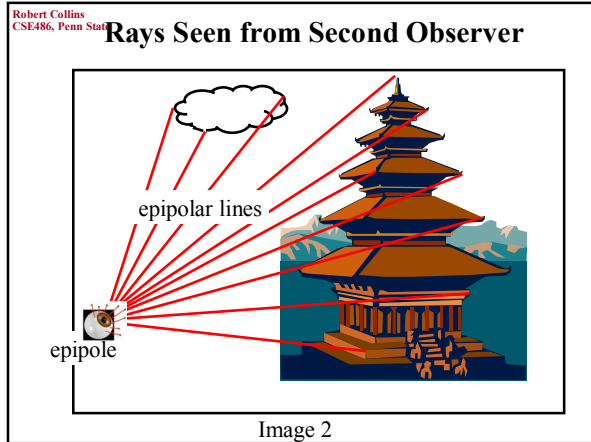 Robert Collins
CSE486, Penn State
Rays Seen from Second Observer
epipolar lines
epipole
Image 2